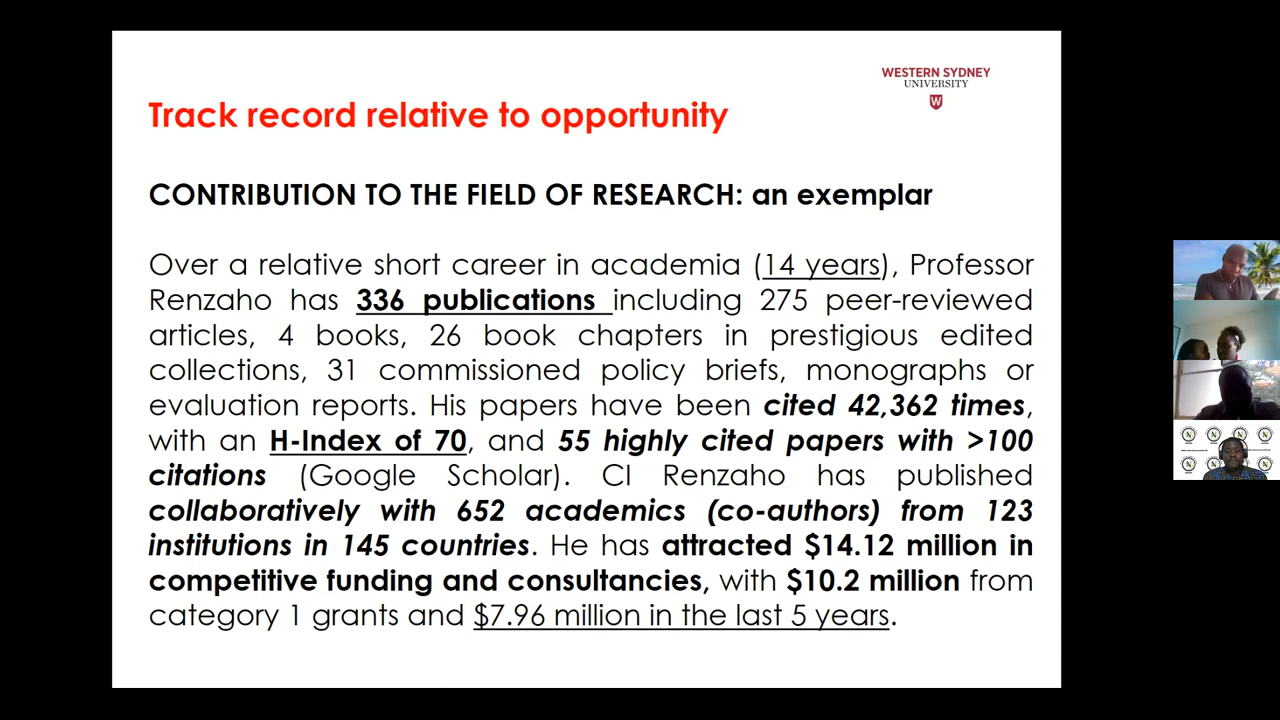 WESTERN SYDNEY
UNIVERSITY
W
Track record relative to opportunity
CONTRIBUTION TO THE FIELD OF RESEARCH: an exemplar
Over a relative short career in academia (14 years), Professor
Renzaho has 336 publications including 275 peer-reviewed
articles, 4 books, 26 book chapters in prestigious edited
collections, 31 commissioned policy briefs, monographs or
evaluation reports. His papers have been cited 42,362 times,
with an H-Index of 70, and 55 highly cited papers with >100
citations (Google Scholar). CI Renzaho has published
collaboratively with 652 academics (co-authors) from 123
institutions in 145 countries. He has attracted $14.12 million in
competitive funding and consultancies, with $10.2 million from
category 1 grants and $7.96 million in the last 5 years.